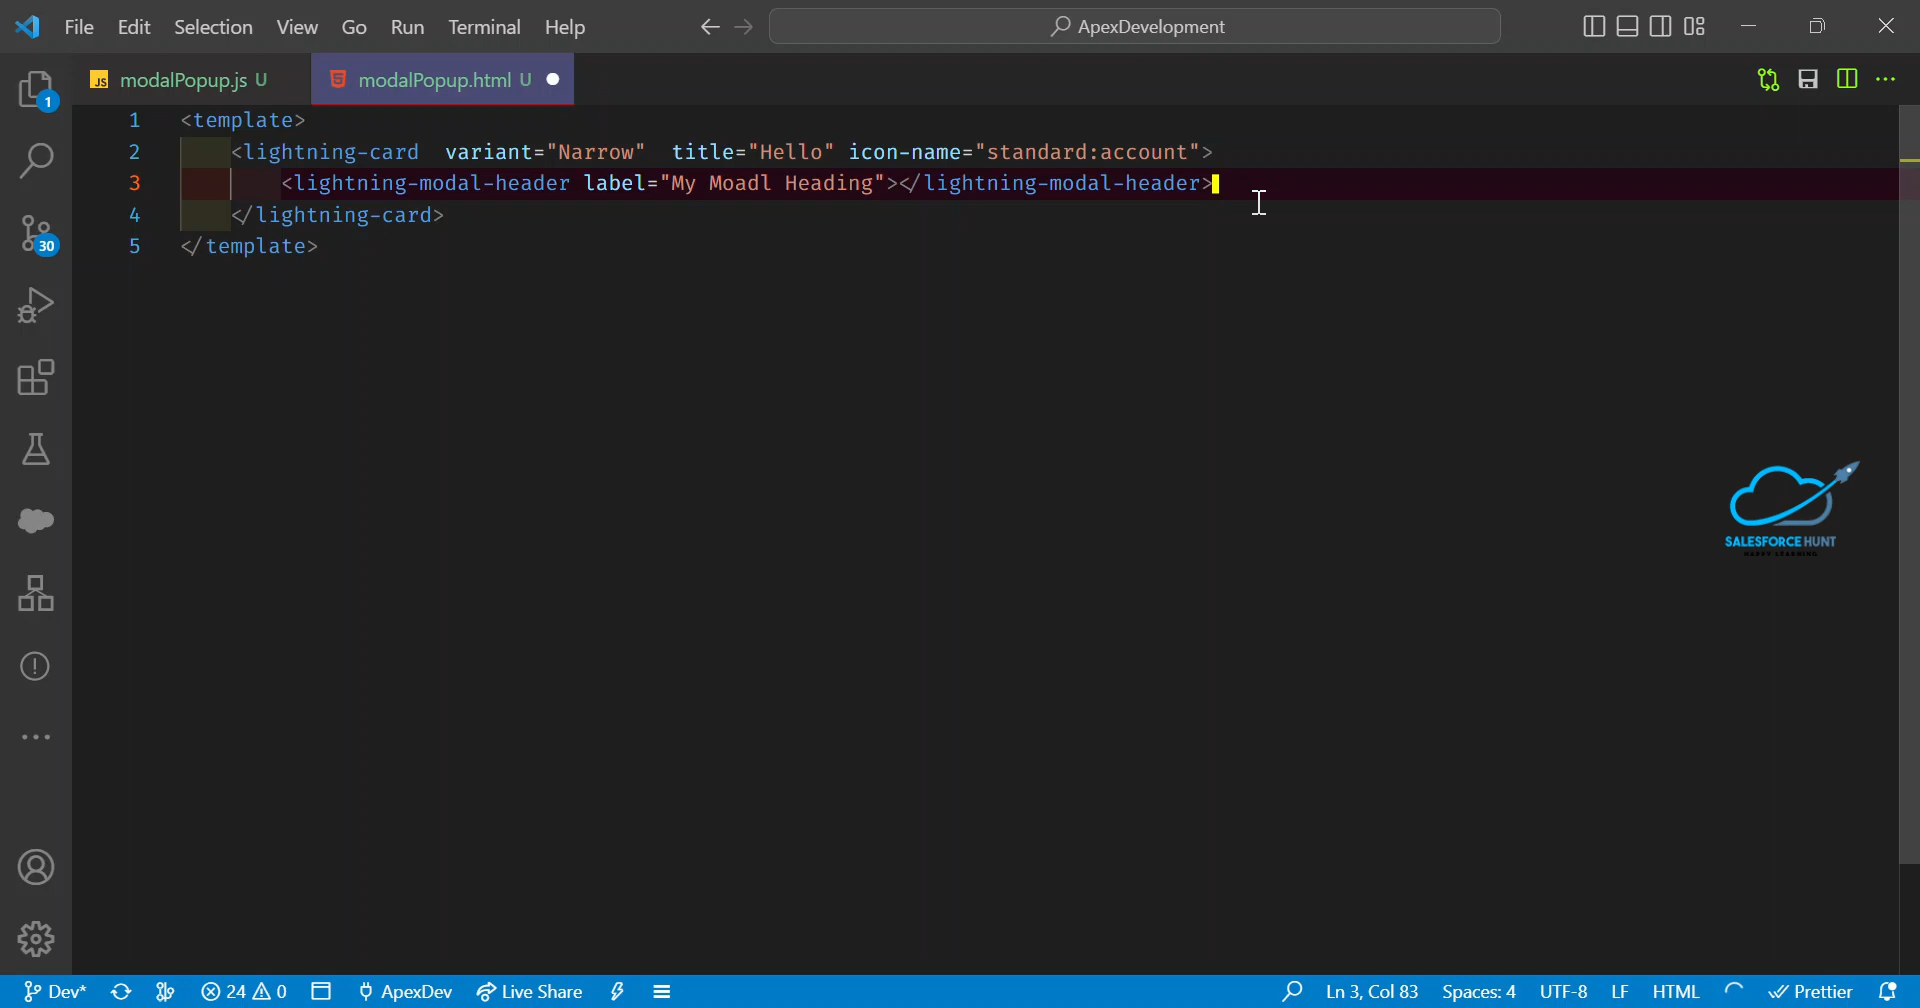 File Edit Selection View Go Run Terminal Help ApexDevelopment
JS modalPopup.js U modalPopup.html U
1 <template>
2 <lightning-card variant="Narrow" title="Hello" icon-name="standard:account">
3 <lightning-modal-header label="My Moadl Heading"></lightning-modal-header>
4 </lightning-card>
5 </template>
1
30
SALESFORCE HUNT
Dev* 24 0 ApexDev Live Share Ln 3, Col 83 Spaces: 4 UTF-8 LF HTML Prettier